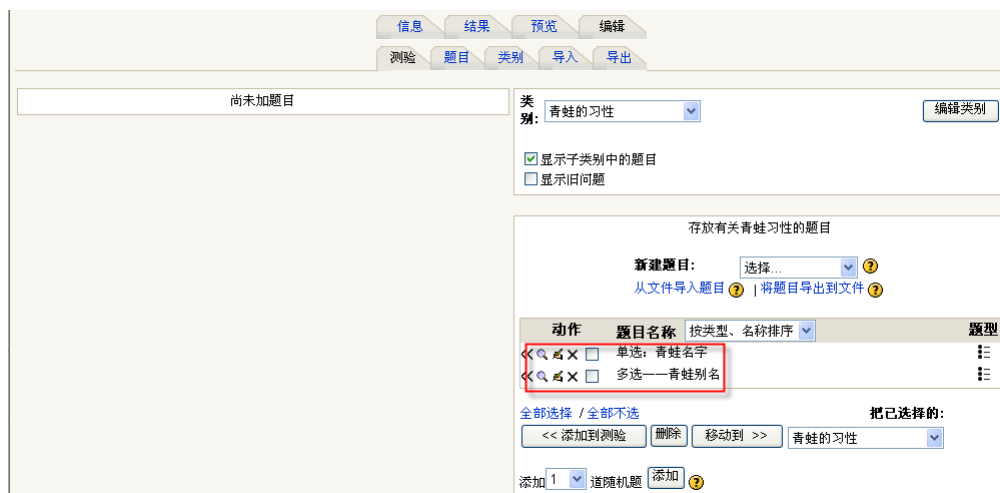 信息 结果 预览 编辑
测验 题目 类别 导入 导出
尚未加题目
类别: 青蛙的习性 编辑类别
显示子类别中的题目
显示旧问题
存放有关青蛙习性的题目
新建题目: 选择...
从文件导入题目 | 将题目导出到文件
动作 题目名称 按类型、名称排序 题型
单选：青蛙名字
多选——青蛙别名
全部选择 / 全部不选 把已选择的:
<< 添加到测验 删除 移动到 >> 青蛙的习性
添加 1 道随机题 添加